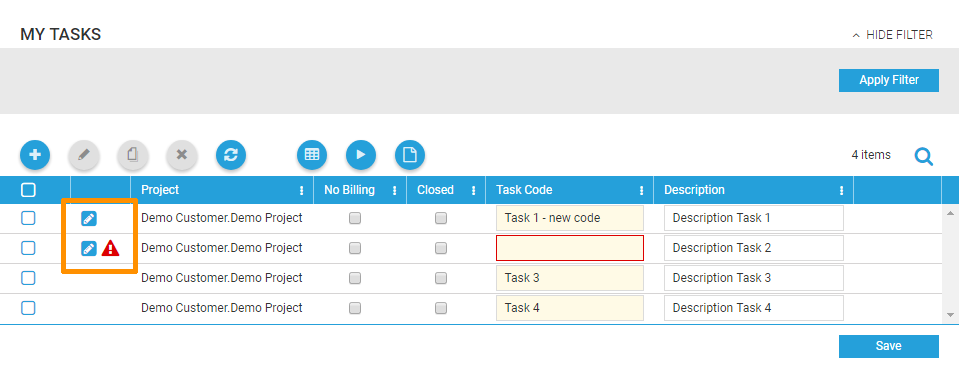 MY TASKS
HIDE FILTER
Apply Filter
4 items
Project No Billing Closed Task Code Description
Demo Customer.Demo Project Task 1 - new code Description Task 1
Demo Customer.Demo Project Description Task 2
Demo Customer.Demo Project Task 3 Description Task 3
Demo Customer.Demo Project Task 4 Description Task 4
Save